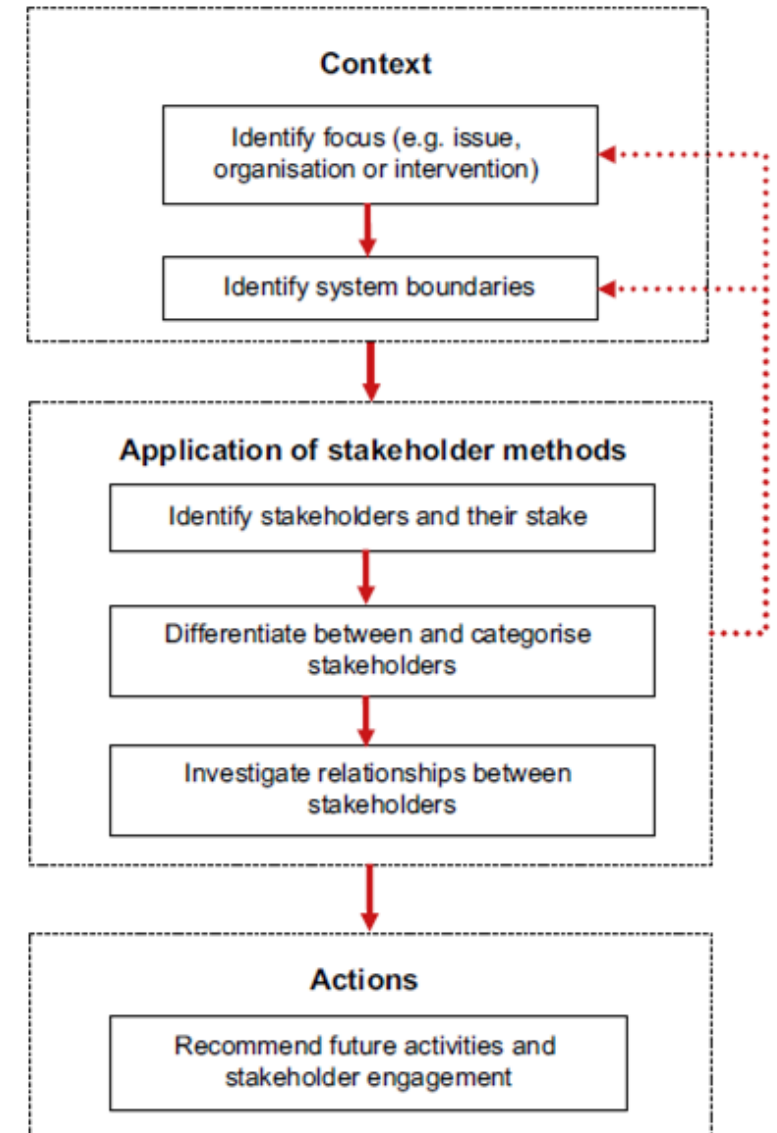 Context
Identify focus (e.g. issue,
organisation or intervention)
Identify system boundaries
Application of stakeholder methods
Identify stakeholders and their stake
Differentiate between and categorise
stakeholders
Investigate relationships between
stakeholders
Actions
Recommend future activities and
stakeholder engagement